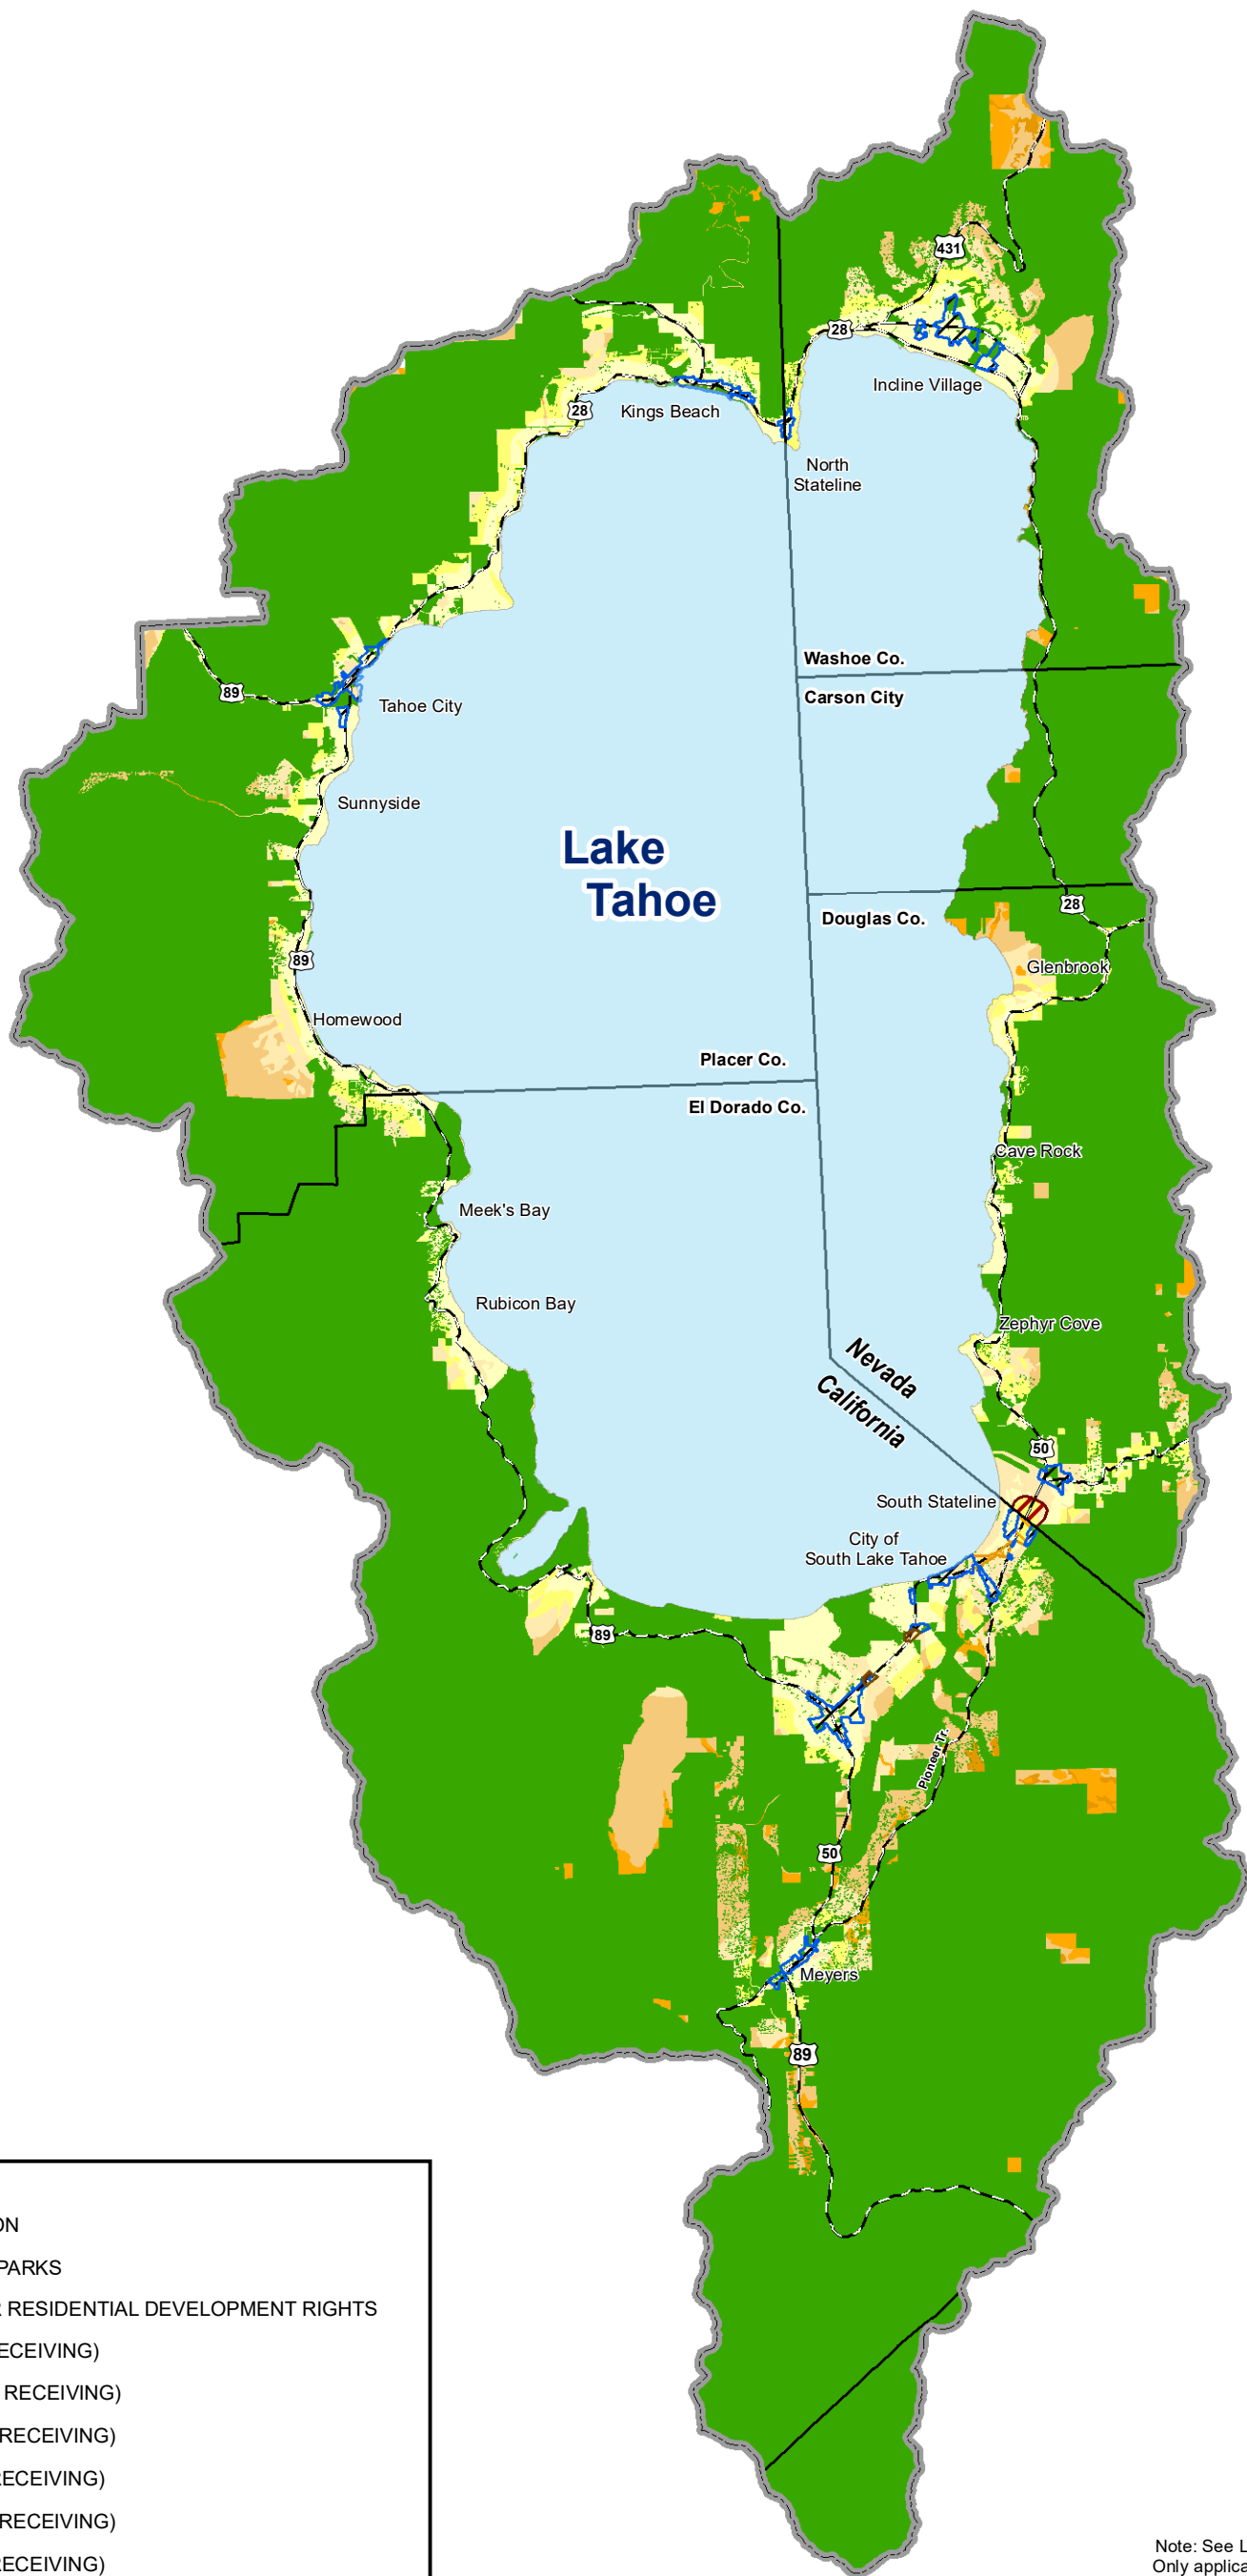 431
28
Incline Village
28
Kings Beach
North
Stateline
Washoe Co.
Carson City
89
Tahoe City
Sunnyside
Lake
Tahoe
Douglas Co.
28
Glenbrook
89
Homewood
Placer Co.
El Dorado Co.
Cave Rock
Meek's Bay
Rubicon Bay
Zephyr Cove
Nevada
California
50
South Stateline
City of
South Lake Tahoe
89
Pioneer Tr.
50
Meyers
89
ON
PARKS
R RESIDENTIAL DEVELOPMENT RIGHTS
ECEIVING)
RECEIVING)
RECEIVING)
RECEIVING)
RECEIVING)
RECEIVING)
Note: See L
Only applica